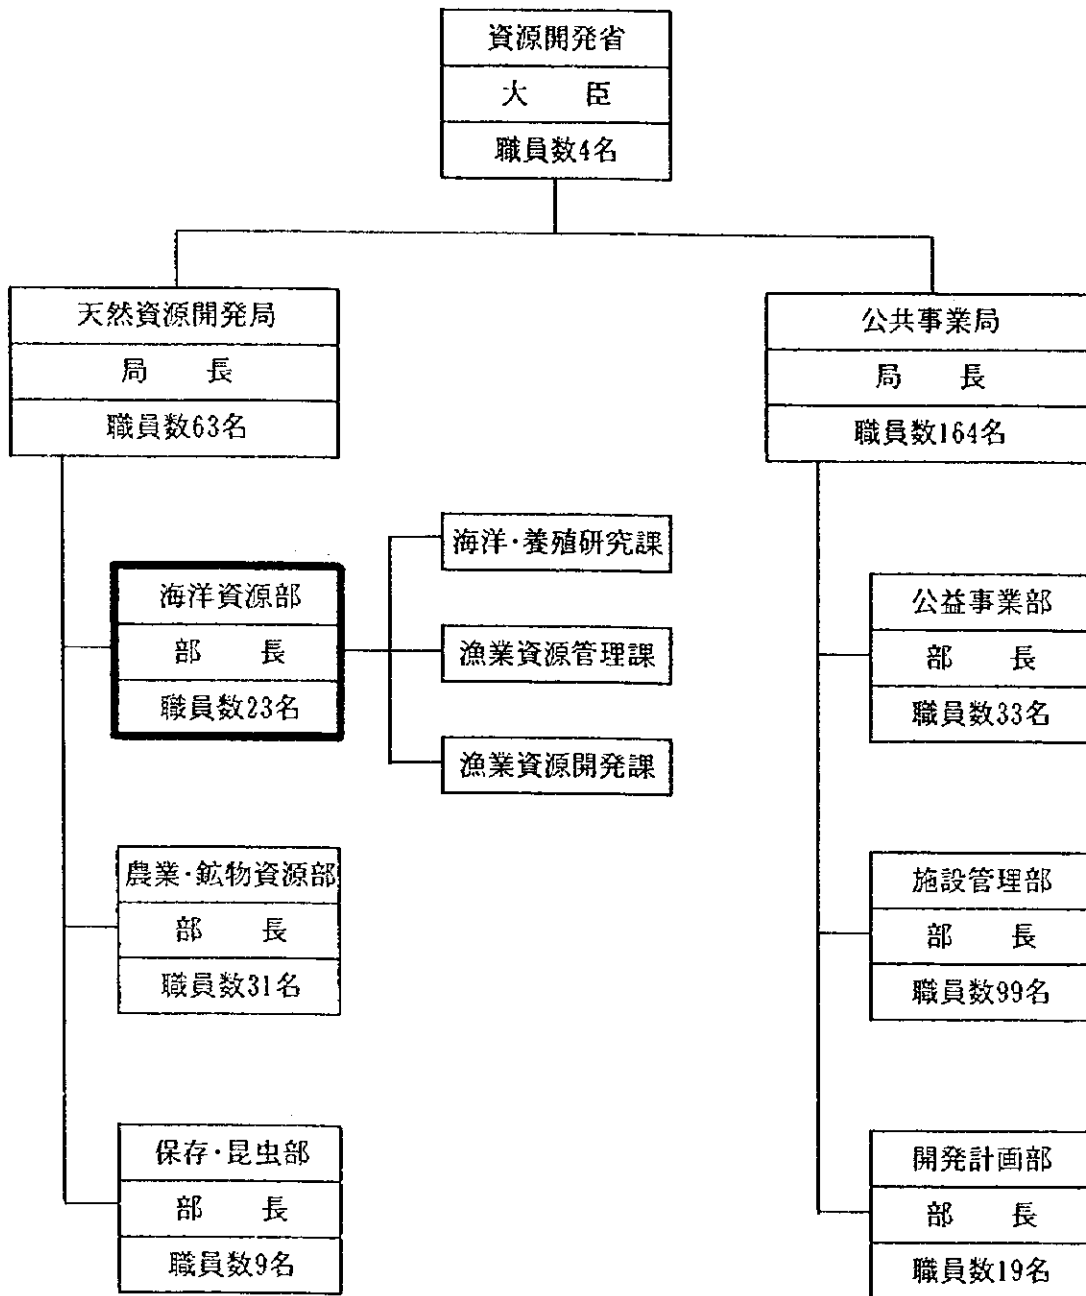 資源開発省
大 臣
職員数4名
天然資源開発局
局 長
職員数63名
公共事業局
局 長
職員数164名
海洋資源部
部 長
職員数23名
海洋・養殖研究課
漁業資源管理課
漁業資源開発課
農業・鉱物資源部
部 長
職員数31名
保存・昆虫部
部 長
職員数9名
公益事業部
部 長
職員数33名
施設管理部
部 長
職員数99名
開発計画部
部 長
職員数19名